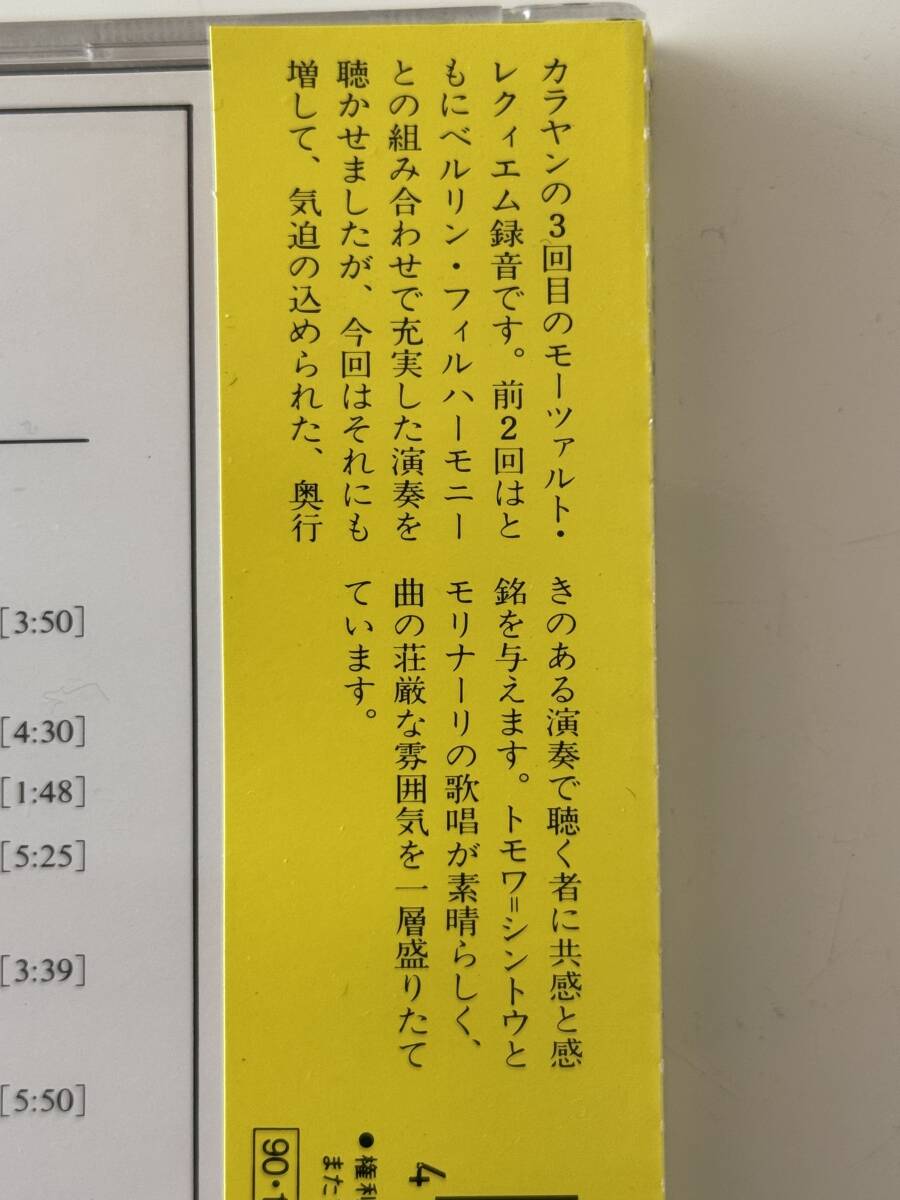 カラヤンの3回目のモーツァルト・
レクィエム録音です。前2回はと
もにベルリン・フィルハーモニー
との組み合わせで充実した演奏を
聴かせましたが、今回はそれにも
増して、気迫の込められた、奥行
きのある演奏で聴く者に共感と感
銘を与えます。トモワ=シントウと
モリナーリの歌唱が素晴らしく、
曲の荘厳な雰囲気を一層盛りたて
ています。
[3:50]
[4:30]
[1:48]
[5:25]
[3:39]
[5:50]
4
●権利
また
90・1